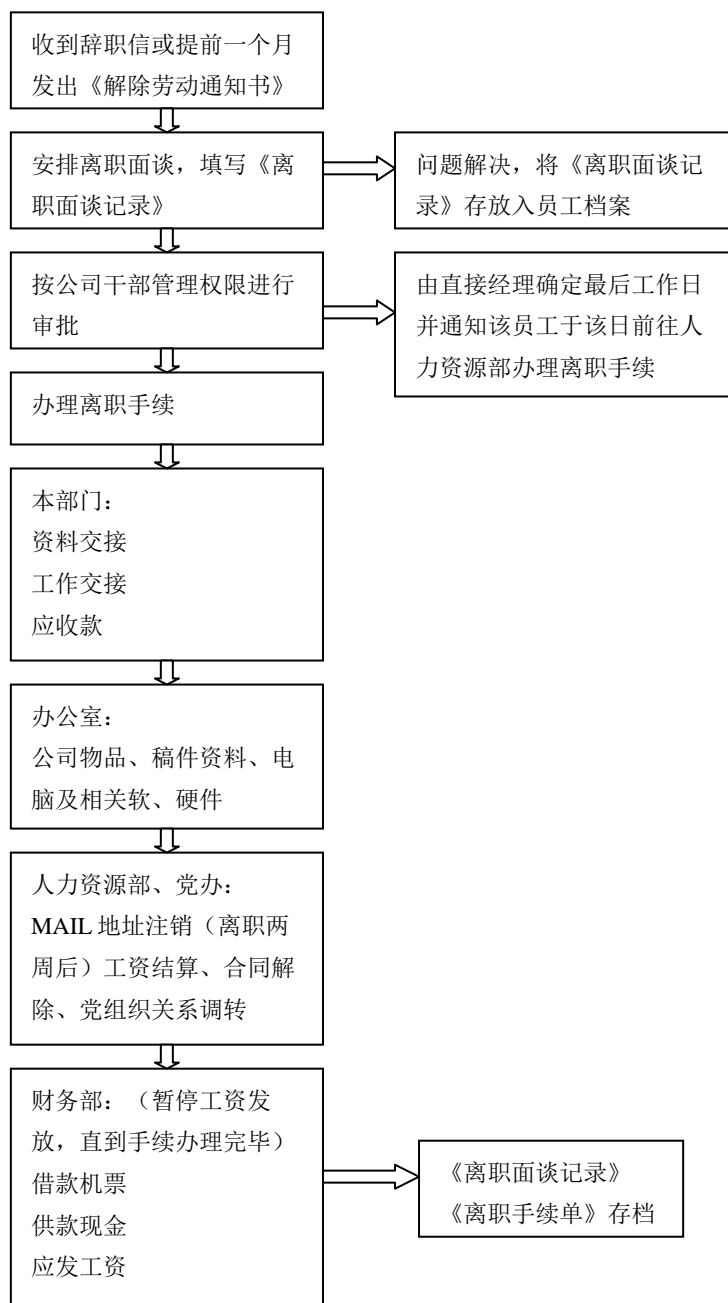 收到辞职信或提前一个月
发出《解除劳动通知书》
安排离职面谈，填写《离
职面谈记录》
问题解决，将《离职面谈记
录》存放入员工档案
按公司干部管理权限进行
审批
由直接经理确定最后工作日
并通知该员工于该日前往人
力资源部办理离职手续
办理离职手续
本部门：
资料交接
工作交接
应收款
办公室：
公司物品、稿件资料、电
脑及相关软、硬件
人力资源部、党办：
MAIL 地址注销（离职两
周后）工资结算、合同解
除、党组织关系调转
财务部：（暂停工资发
放，直到手续办理完毕）
借款机票
供款现金
应发工资
《离职面谈记录》
《离职手续单》存档